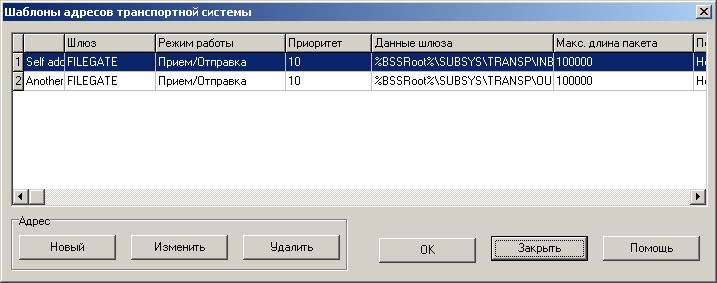 Шаблоны адресов транспортной системы
Шлюз Режим работы Приоритет Данные шлюза Макс. длина пакета
1 Self add FILEGATE Прием/Отправка 10 %BSSRoot%\SUBSYS\TRANSP\INB 100000
2 Another FILEGATE Прием/Отправка 10 %BSSRoot%\SUBSYS\TRANSP\OU 100000
Адрес
Новый Изменить Удалить OK Закрыть Помощь